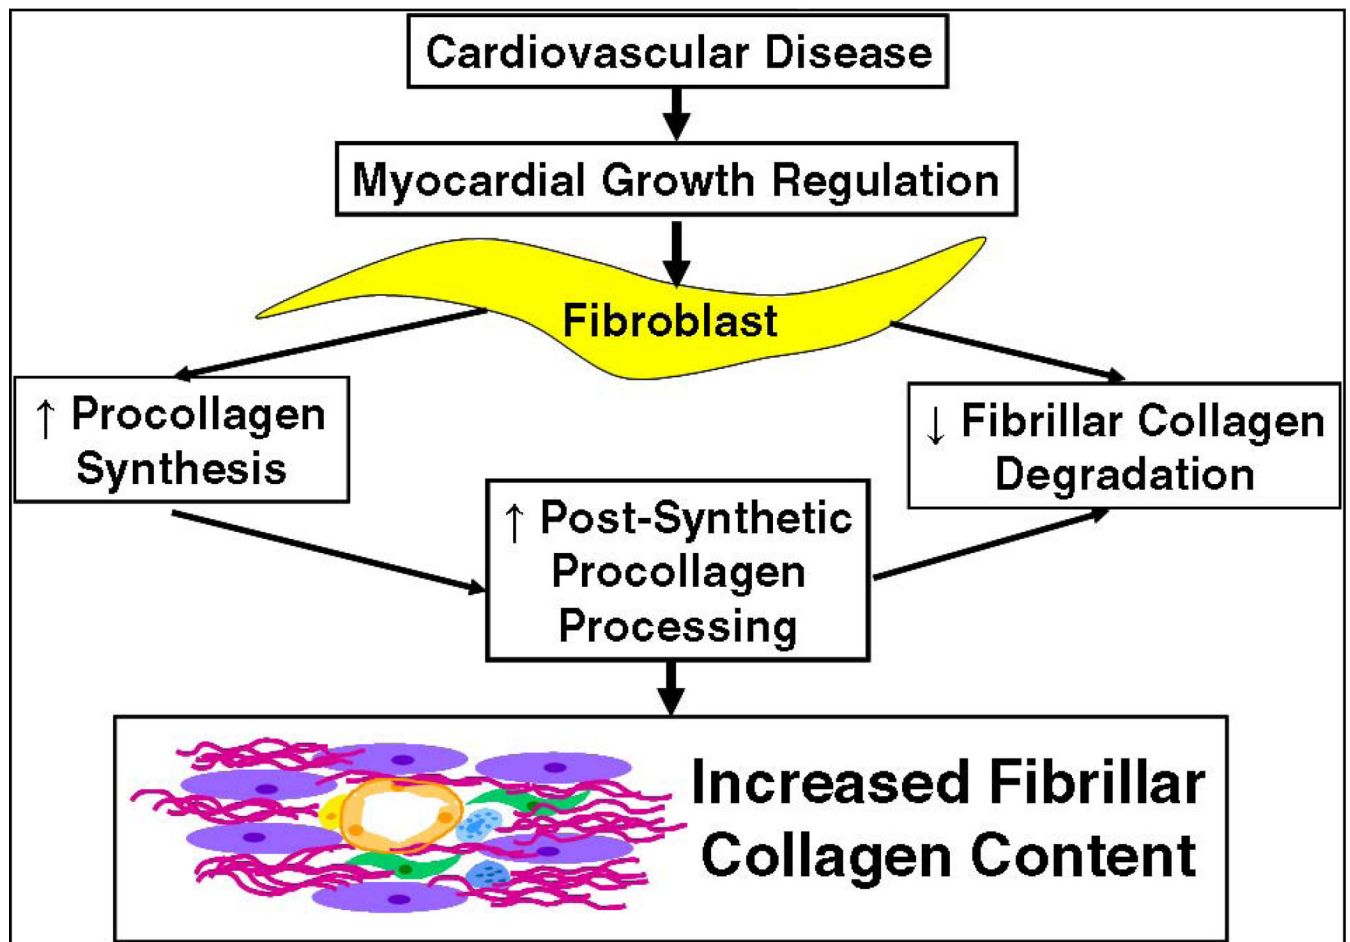 Cardiovascular Disease
Myocardial Growth Regulation
Fibroblast
↑ Procollagen
Synthesis
↓ Fibrillar Collagen
Degradation
↑ Post-Synthetic
Procollagen
Processing
Increased Fibrillar
Collagen Content